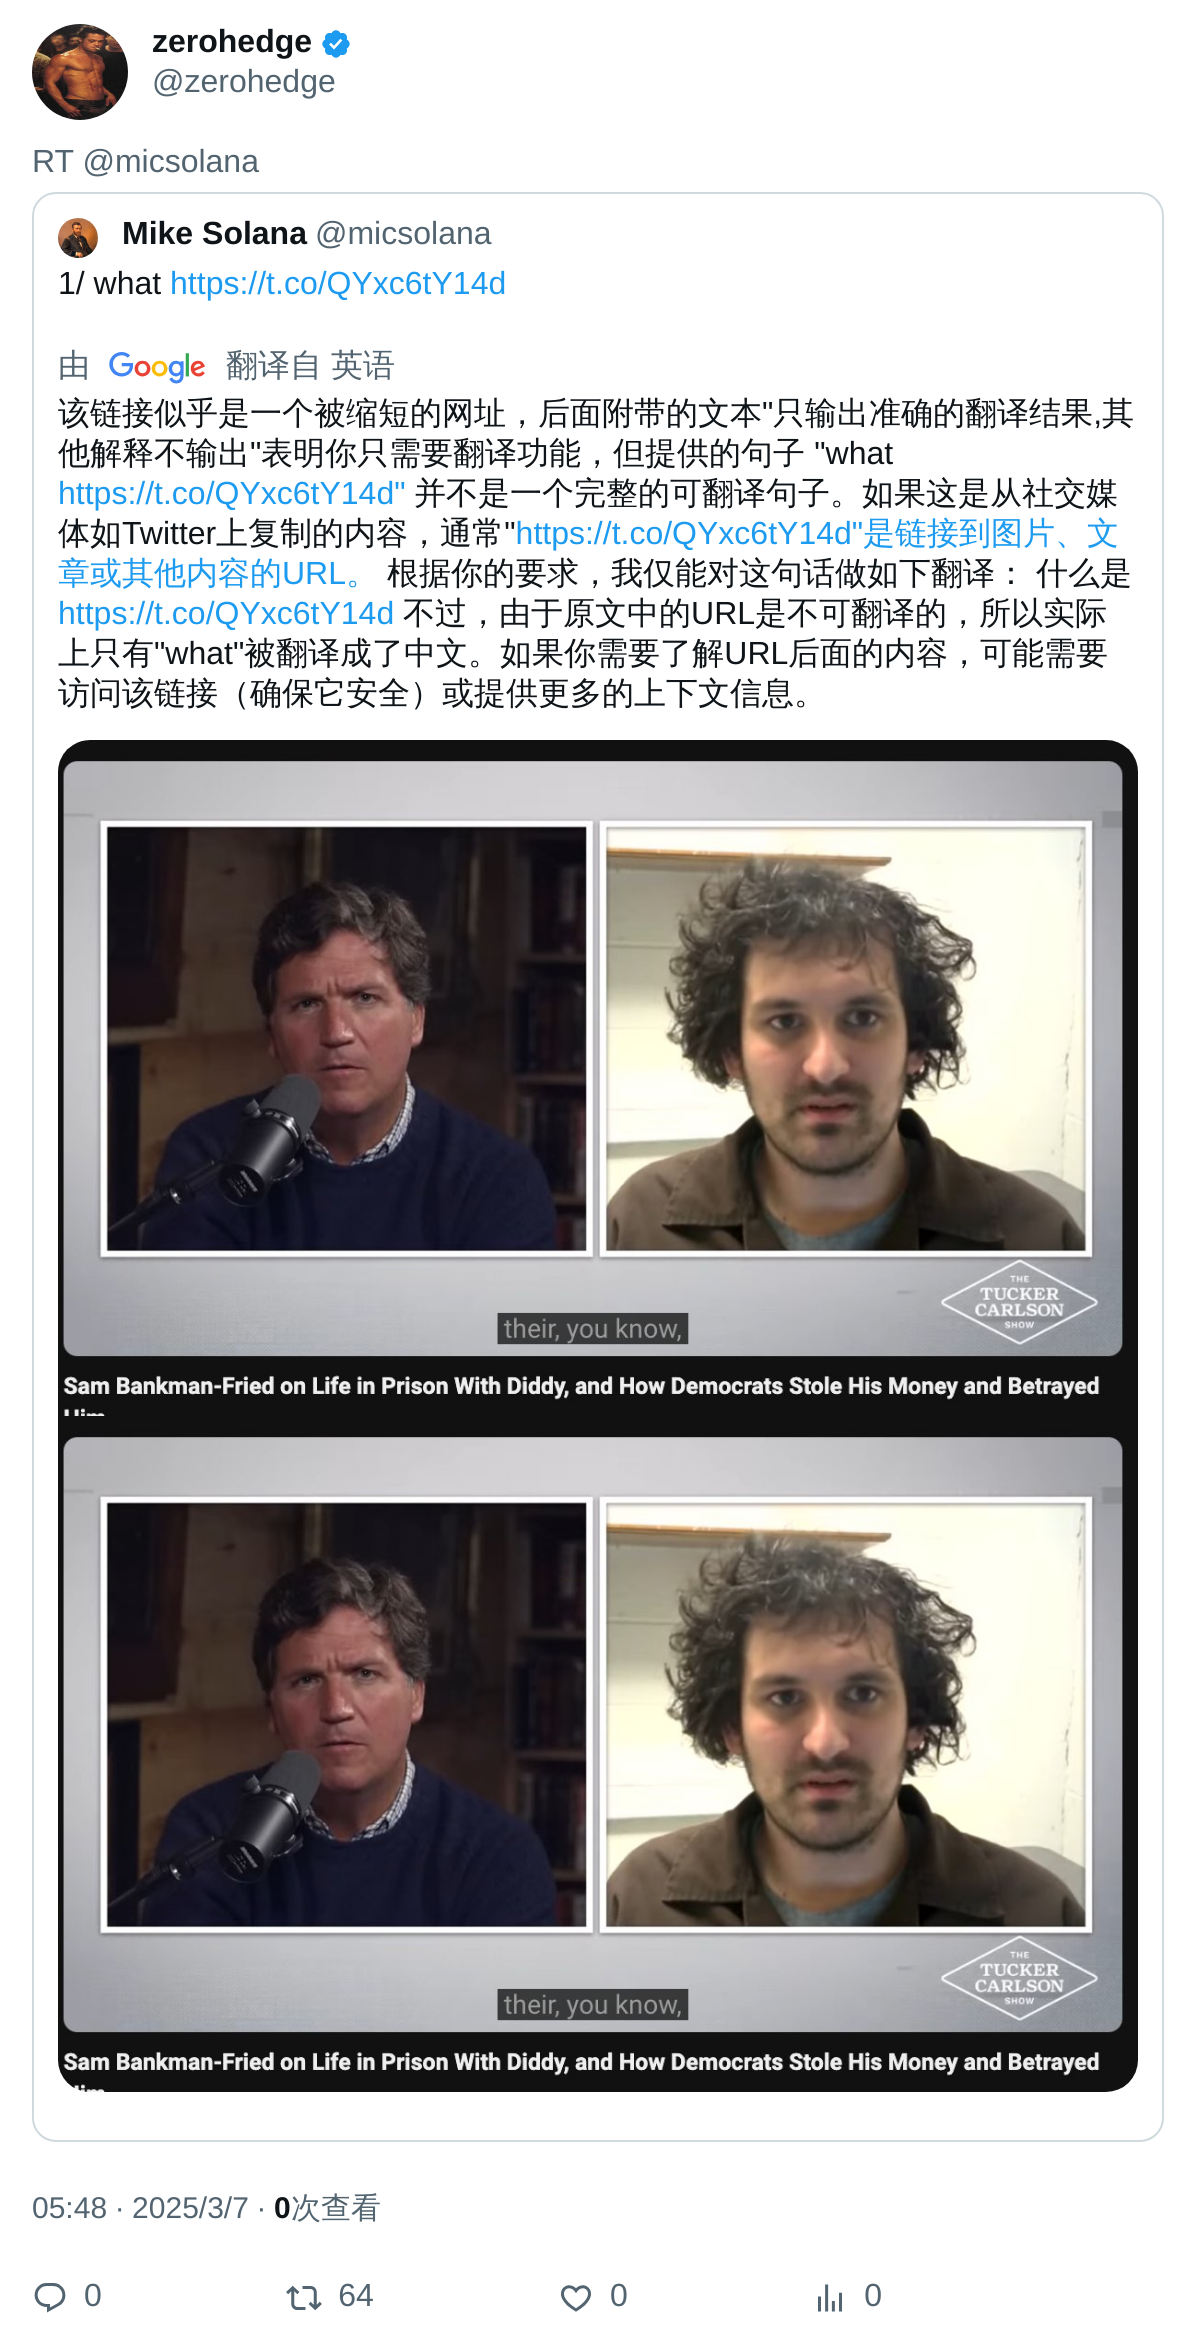 zerohedge
@zerohedge
RT @micsolana
Mike Solana @micsolana
1/ what https://t.co/QYxc6tY14d
由 Google 翻译自 英语
该链接似乎是一个被缩短的网址，后面附带的文本"只输出准确的翻译结果,其
他解释不输出"表明你只需要翻译功能，但提供的句子 "what
https://t.co/QYxc6tY14d" 并不是一个完整的可翻译句子。如果这是从社交媒
体如Twitter上复制的内容，通常"https://t.co/QYxc6tY14d"是链接到图片、文
章或其他内容的URL。 根据你的要求，我仅能对这句话做如下翻译： 什么是
https://t.co/QYxc6tY14d 不过，由于原文中的URL是不可翻译的，所以实际
上只有"what"被翻译成了中文。如果你需要了解URL后面的内容，可能需要
访问该链接（确保它安全）或提供更多的上下文信息。
THE
TUCKER
CARLSON
SHOW
their, you know,
Sam Bankman-Fried on Life in Prison With Diddy, and How Democrats Stole His Money and Betrayed
THE
TUCKER
CARLSON
SHOW
their, you know,
Sam Bankman-Fried on Life in Prison With Diddy, and How Democrats Stole His Money and Betrayed
05:48 · 2025/3/7 · 0次查看
0 64 0 0